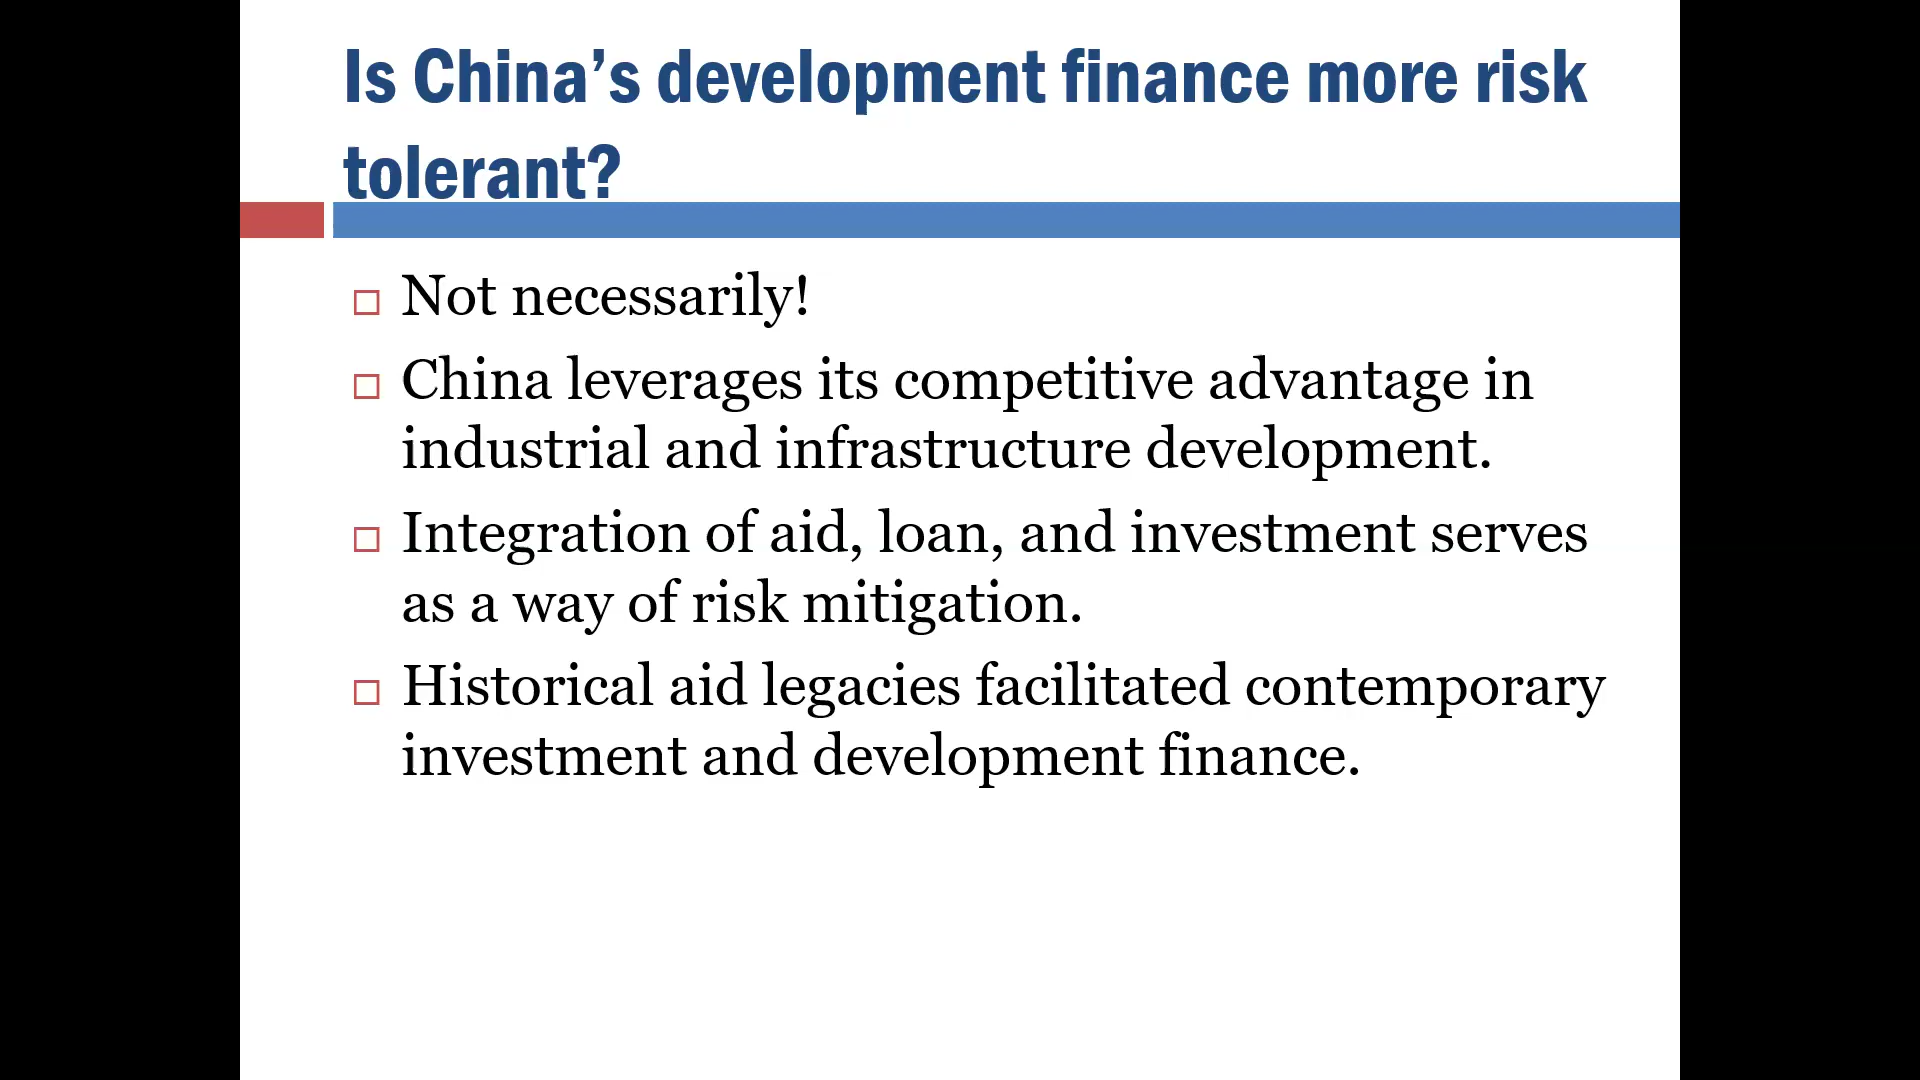 Is China’s development finance more risk
tolerant?
Not necessarily!
China leverages its competitive advantage in
industrial and infrastructure development.
Integration of aid, loan, and investment serves
as a way of risk mitigation.
Historical aid legacies facilitated contemporary
investment and development finance.